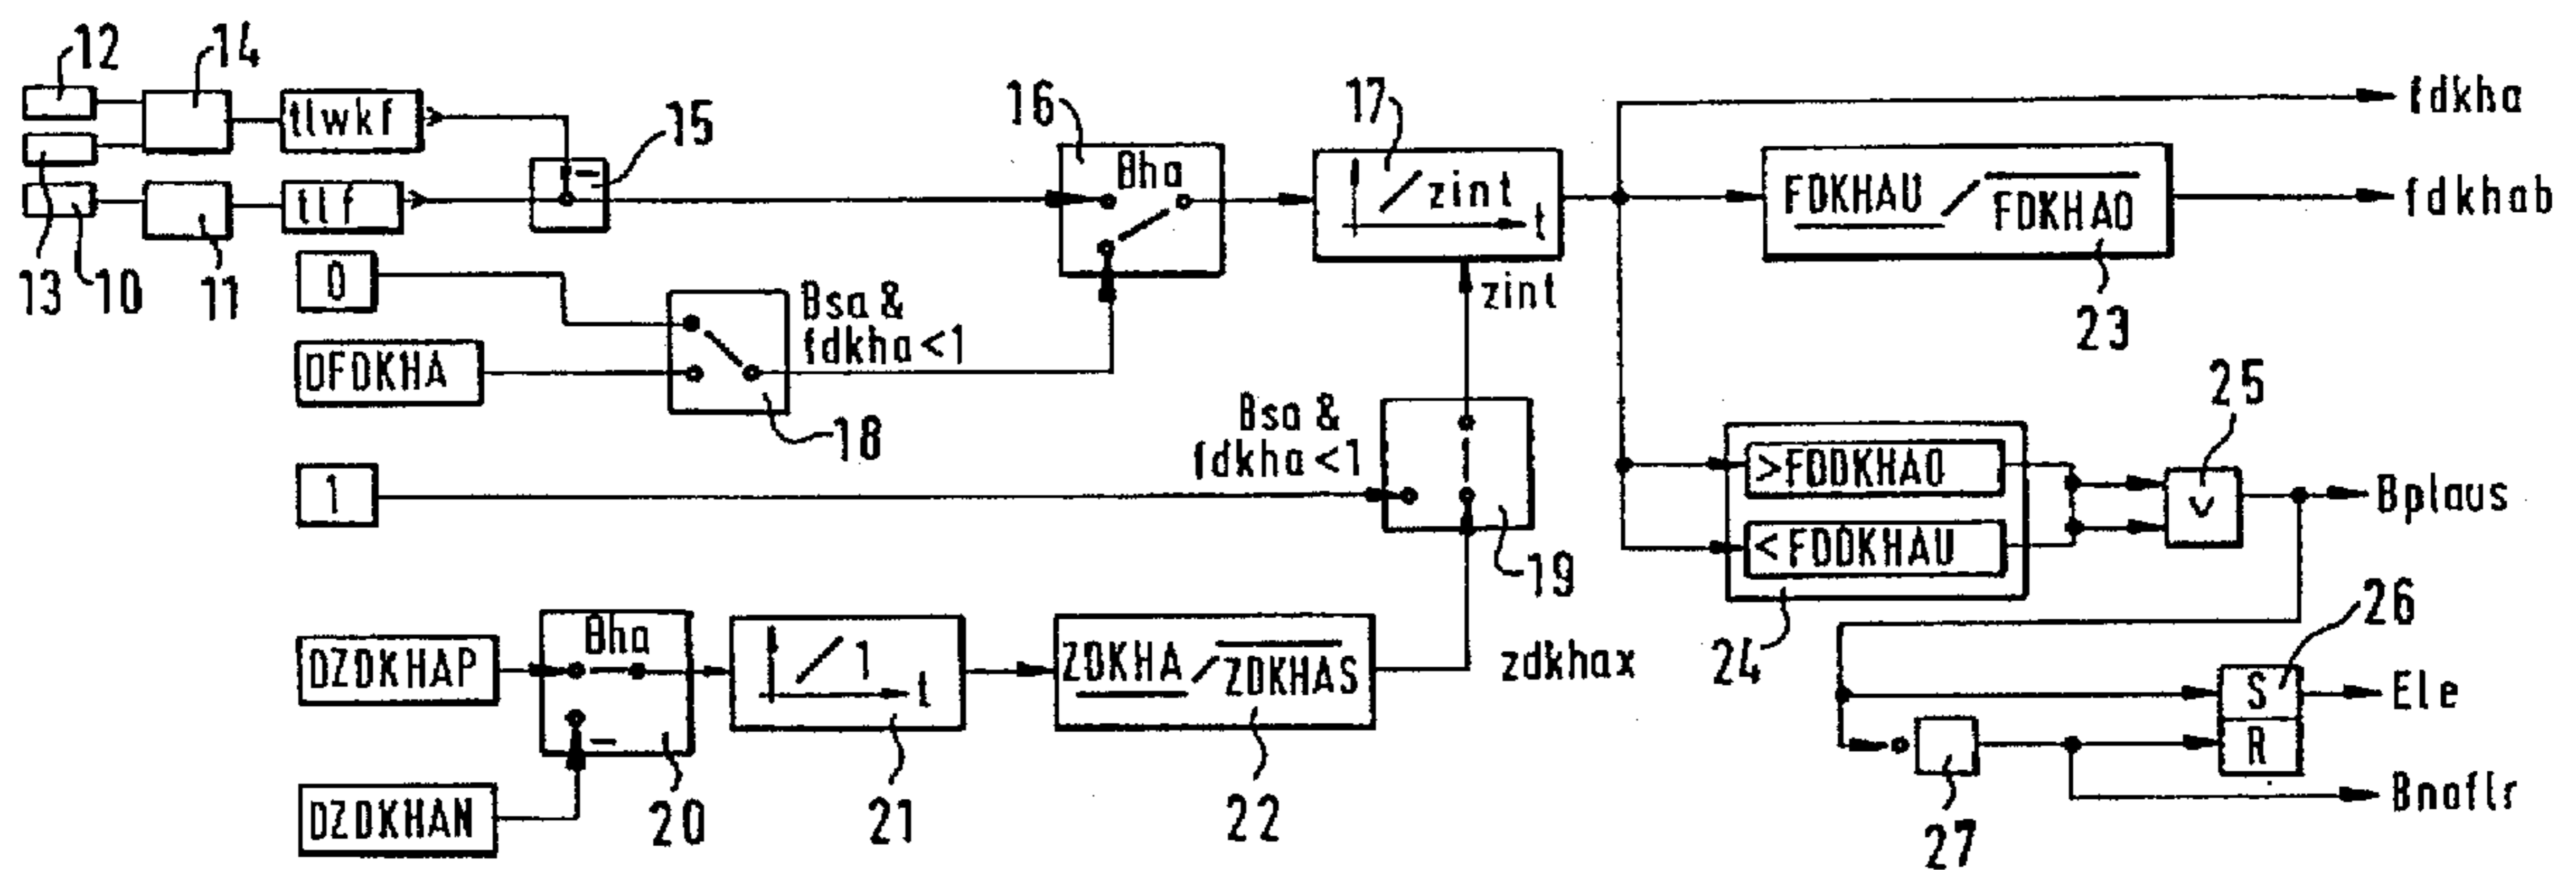 12
14
tlwkf
15
16
Bha
17
zint
t
fdkha
13
10
11
tlf
-
FDKHAU
FDKHAO
23
fdkhab
0
Bsa &
fdkha<1
zint
DFDKHA
18
Bsa &
fdkha<1
19
1
>FDDKHAO
<FDDKHAU
24
25
v
Bplaus
DZDKHAP
Bha
-
20
1
t
21
ZDKHA
ZDKHAS
22
zdkhax
26
S
R
Ele
DZDKHAN
27
Bnaflr